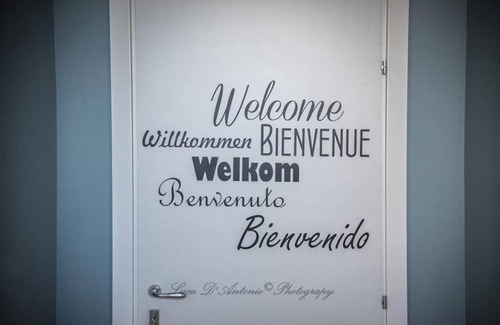 Welcome
Willkommen BIENVENUE
Welkom
Benvenuto
Bienvenido
Luca D'Antonio© Photograpy